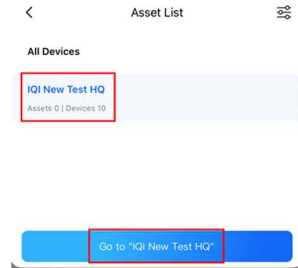 Asset List
All Devices
IQI New Test HQ
Assets 0 | Devices 10
Go to "IQI New Test HQ"